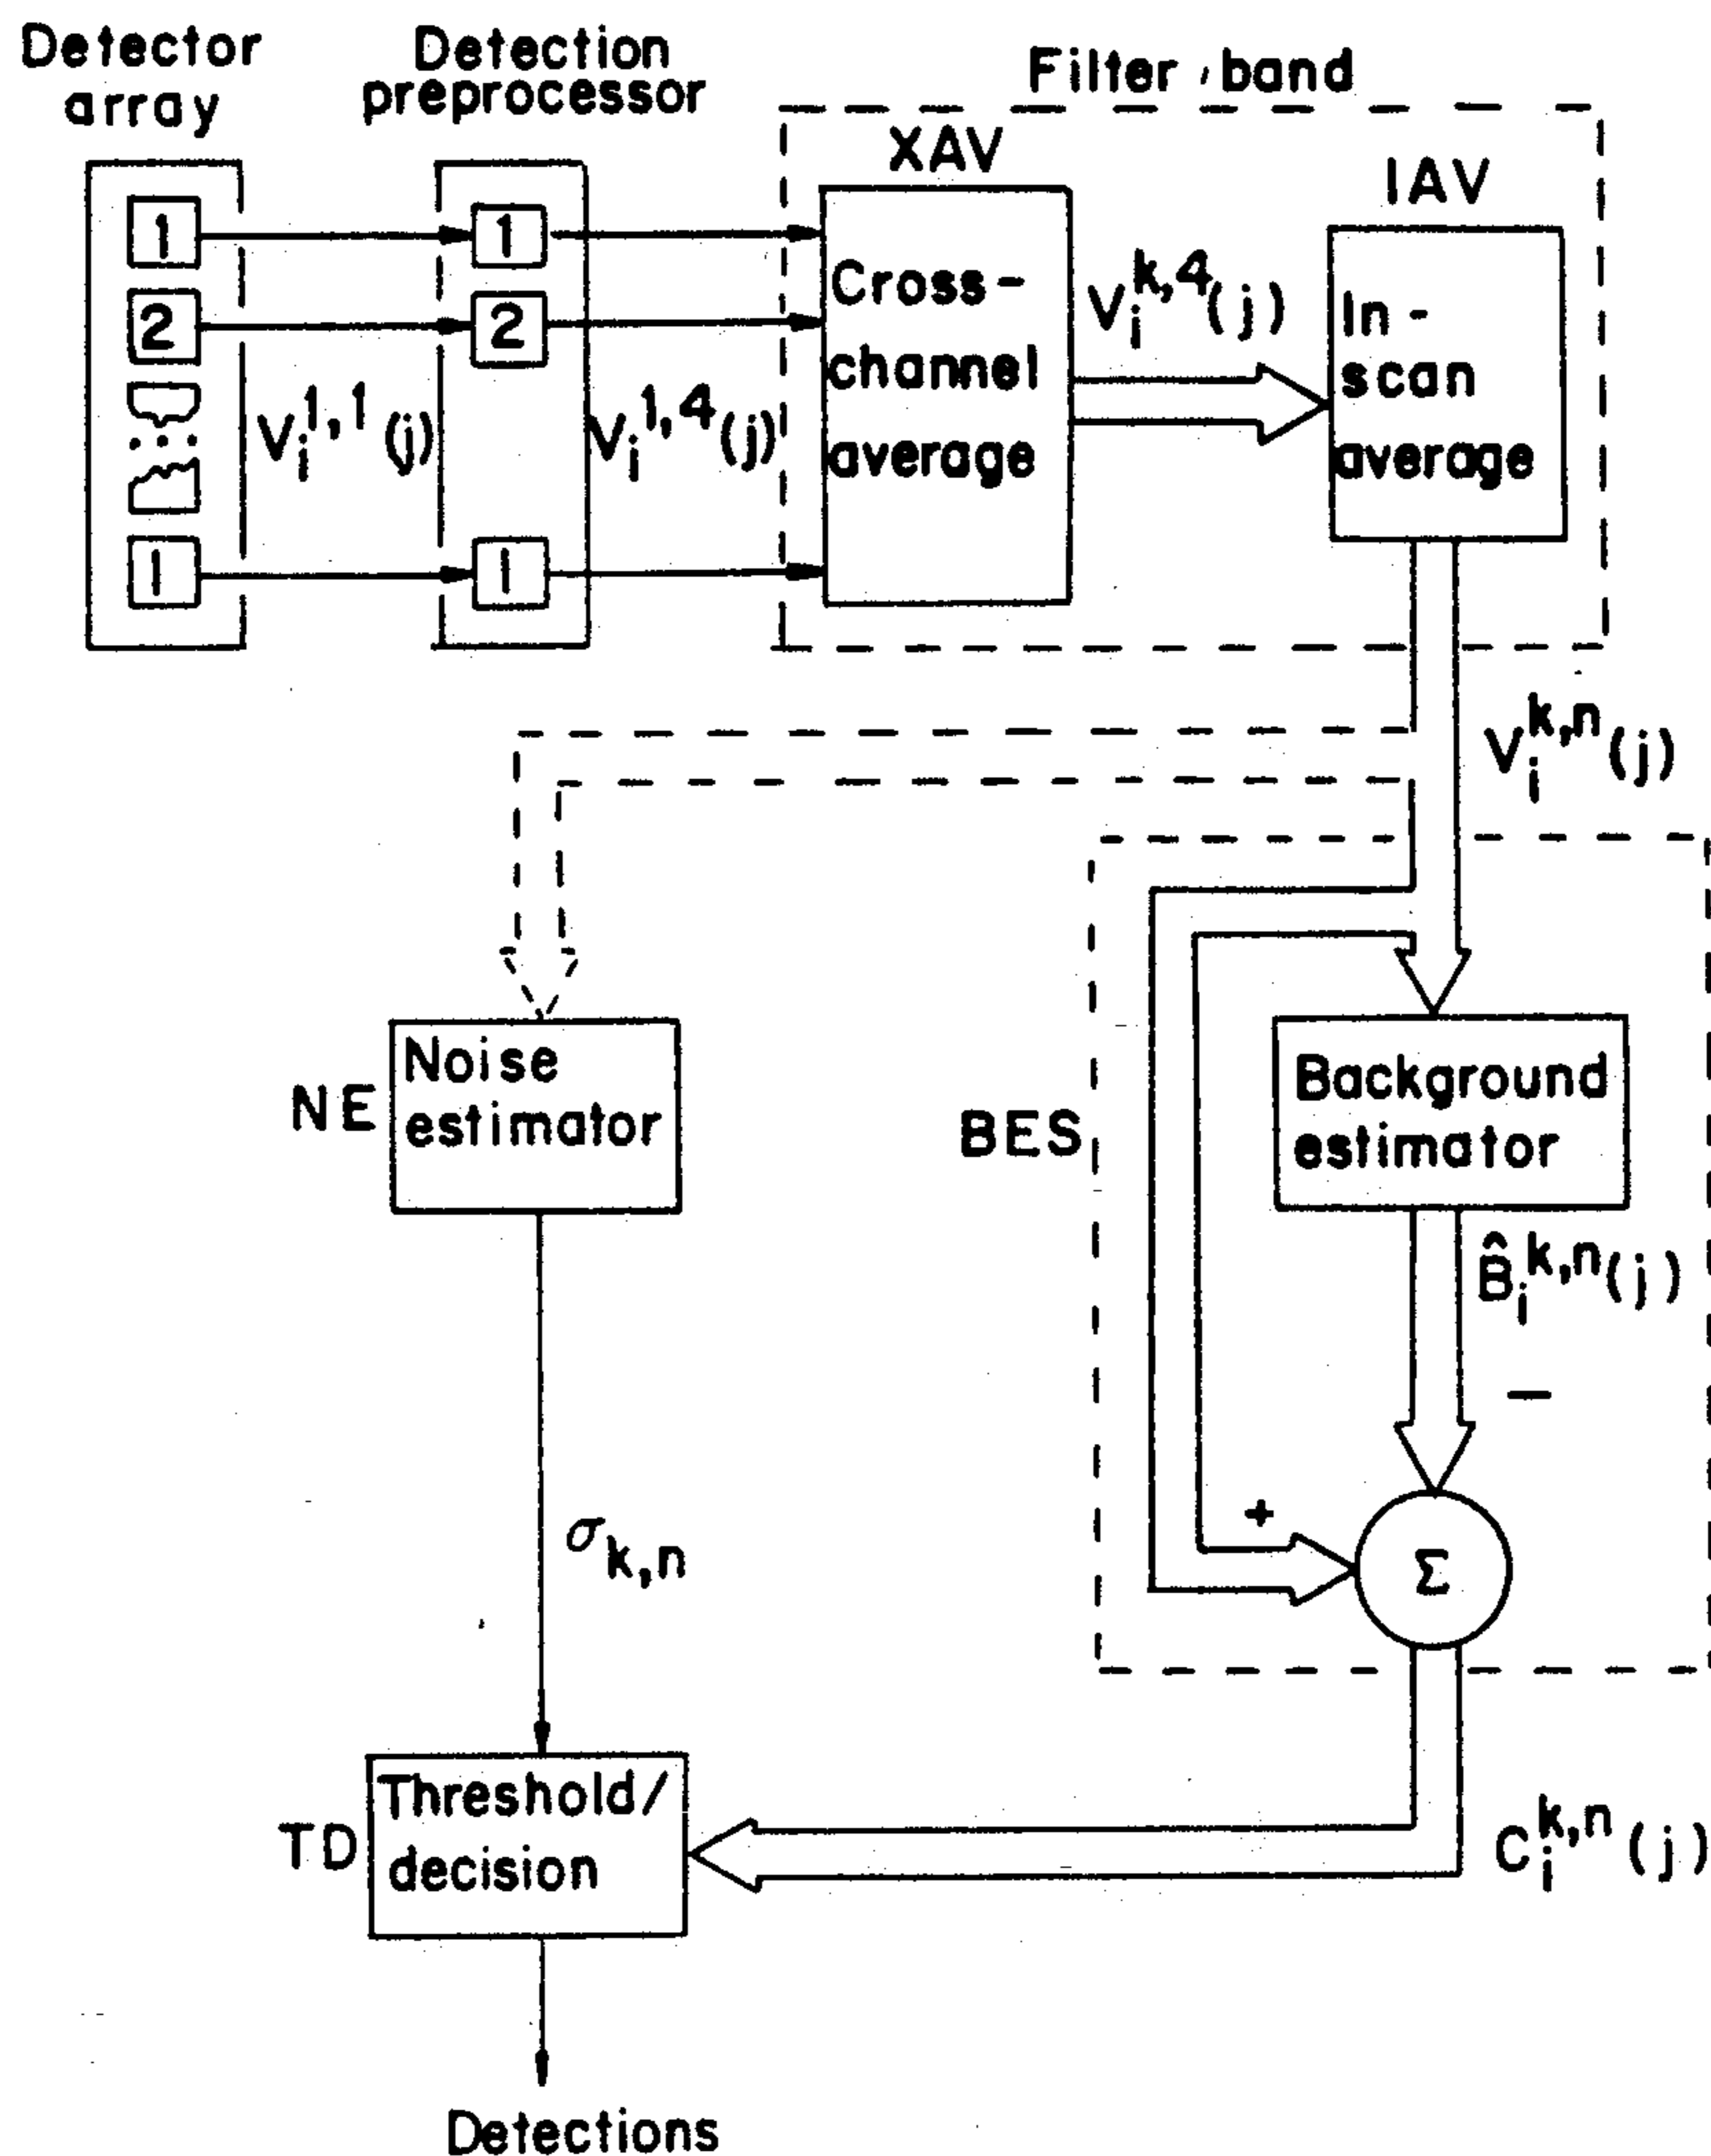 Detector
array
Detection
preprocessor
Filter band
XAV
IAV
1
2
1
1
2
1
V_i^{1,1}(j)
V_i^{1,4}(j)
Cross-
channel
average
V_i^{k,4}(j)
In-
scan
average
V_i^{k,n}(j)
NE
Noise
estimator
BES
Background
estimator
B̂_i^{k,n}(j)
−
+
Σ
σ_{k,n}
TD
Threshold/
decision
C_i^{k,n}(j)
Detections